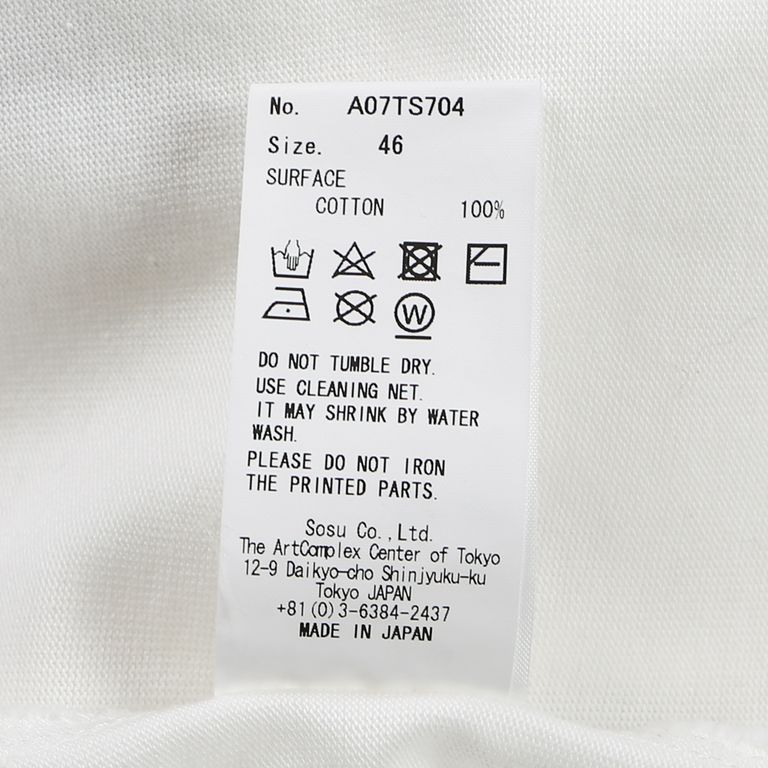 No. A07TS704
Size. 46
SURFACE
COTTON 100%
W
DO NOT TUMBLE DRY.
USE CLEANING NET.
IT MAY SHRINK BY WATER
WASH.
PLEASE DO NOT IRON
THE PRINTED PARTS.
Sosu Co.,Ltd.
The ArtComplex Center of Tokyo
12-9 Daikyo-cho Shinjyuku-ku
Tokyo JAPAN
+81(0)3-6384-2437
MADE IN JAPAN